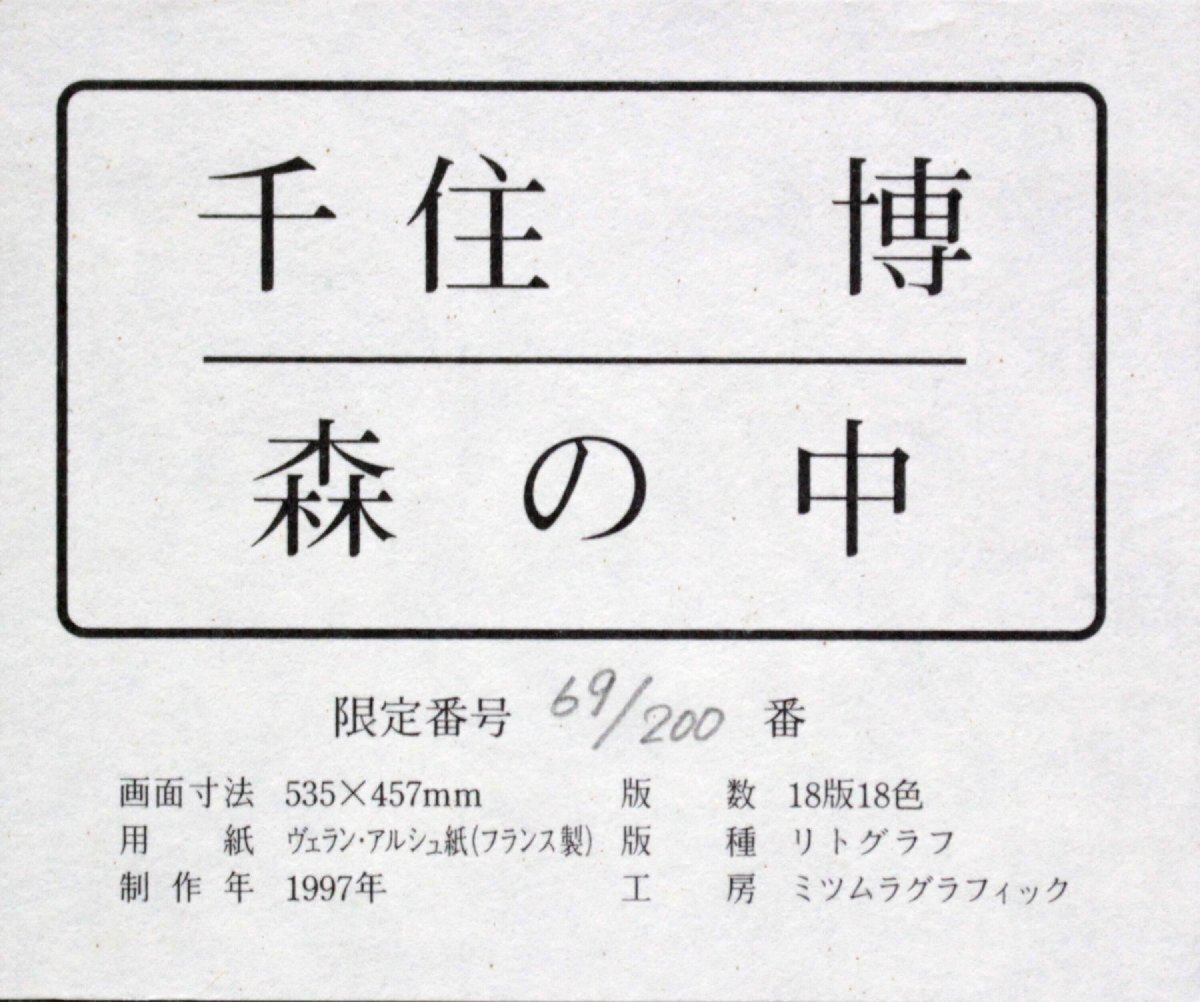 千住 博
森の中
限定番号 69/200 番
画面寸法 535×457mm 版数 18版18色
用紙 ヴェラン・アルシュ紙(フランス製) 版種 リトグラフ
制作年 1997年 工房 ミツムラグラフィック